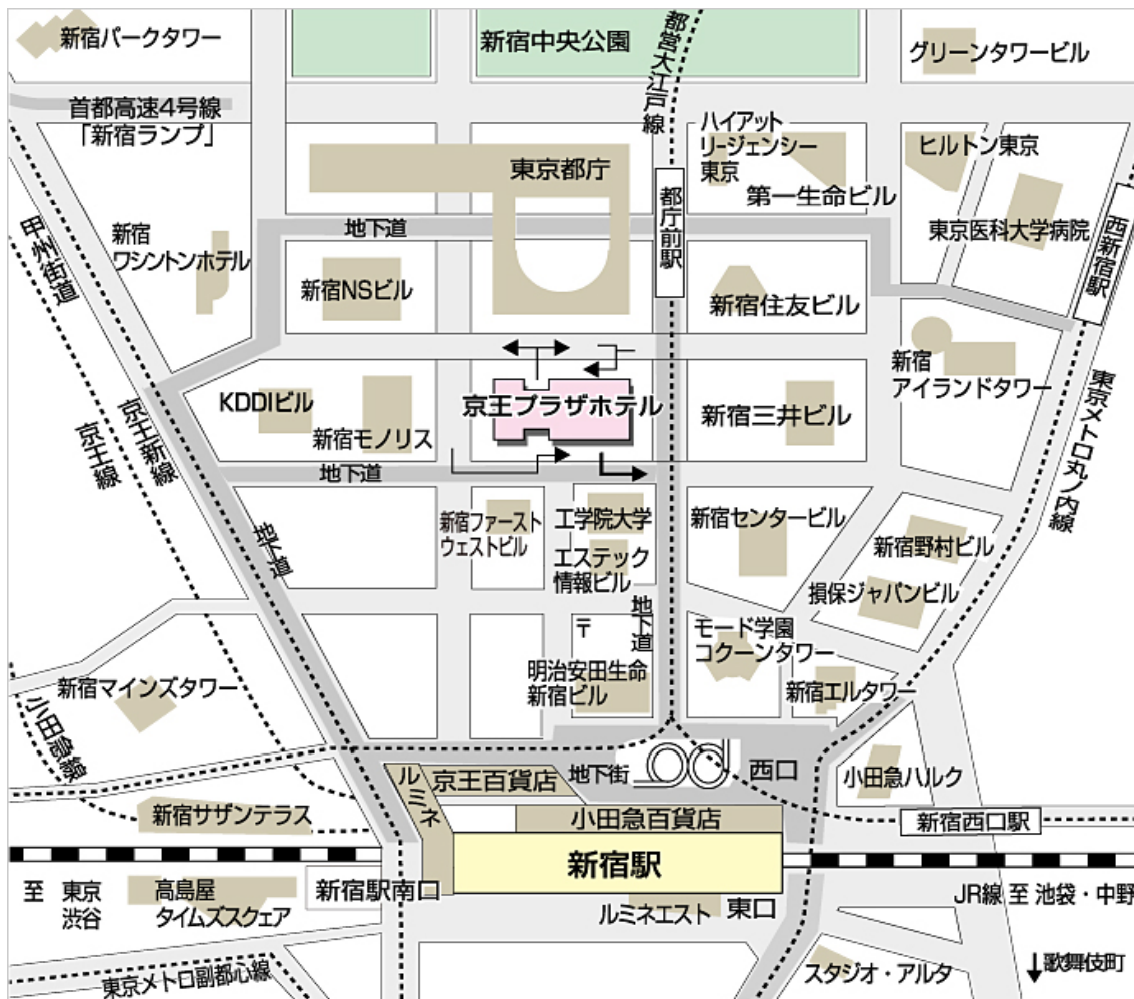 新宿パークタワー
新宿中央公園
都営大江戸線
グリーンタワービル
首都高速4号線
「新宿ランプ」
ハイアット
リージェンシー
東京
ヒルトン東京
東京都庁
第一生命ビル
都庁前駅
西新宿駅
東京医科大学病院
地下道
甲州街道
新宿
ワシントンホテル
新宿NSビル
新宿住友ビル
新宿
アイランドタワー
東京メトロ丸ノ内線
KDDIビル
京王プラザホテル
新宿三井ビル
新宿モノリス
京王新線
京王線
地下道
新宿ファースト
ウェストビル
工学院大学
新宿センタービル
新宿野村ビル
地下道
エステック
情報ビル
損保ジャパンビル
地下道
〒
モード学園
コクーンタワー
明治安田生命
新宿ビル
新宿エルタワー
新宿マインズタワー
小田急線
ルミネ
京王百貨店
地下街
西口
小田急ハルク
新宿サザンテラス
小田急百貨店
新宿西口駅
新宿駅
至 東京
渋谷
高島屋
タイムズスクェア
新宿駅南口
ルミネエスト
東口
JR線 至 池袋・中野
東京メトロ副都心線
スタジオ・アルタ
歌舞伎町